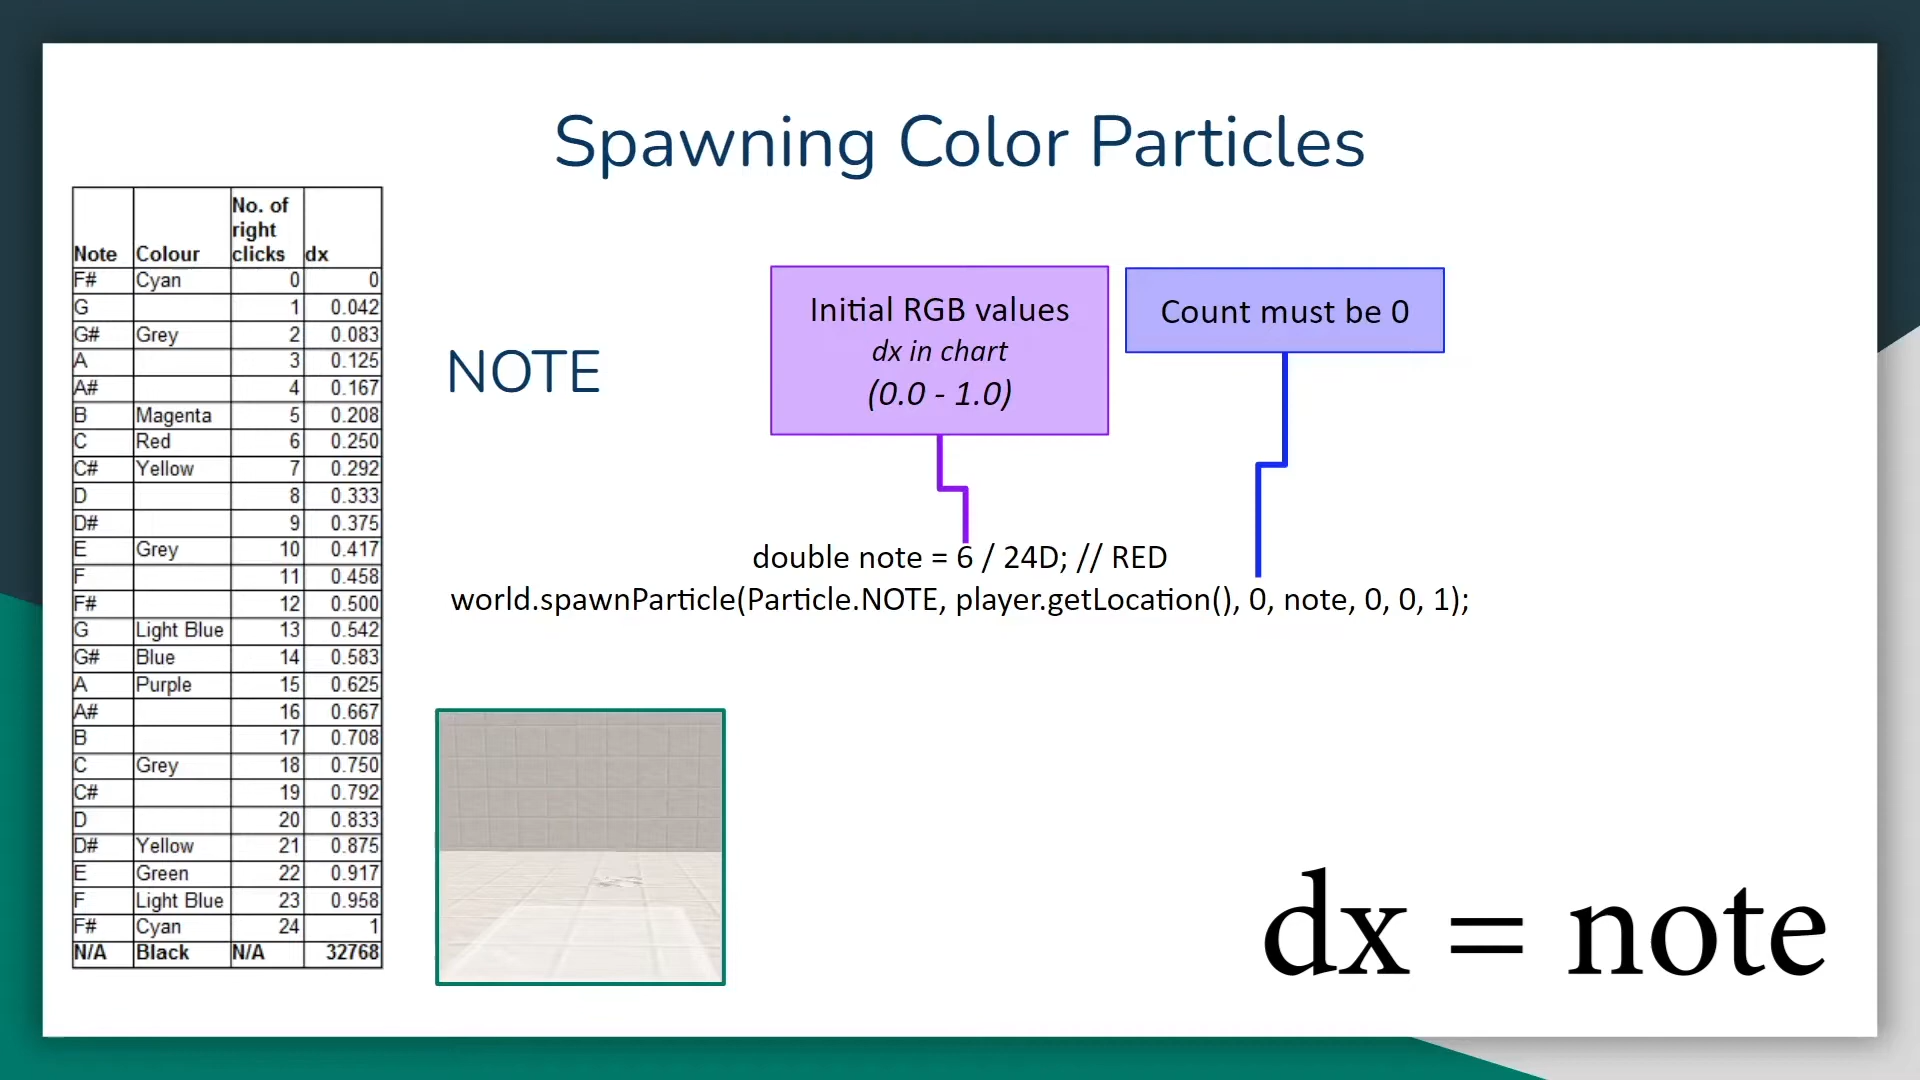 Spawning Color Particles
Note Colour No. of right clicks dx
F# Cyan 0 0
G 1 0.042
G# Grey 2 0.083
A 3 0.125
A# 4 0.167
B Magenta 5 0.208
C Red 6 0.250
C# Yellow 7 0.292
D 8 0.333
D# 9 0.375
E Grey 10 0.417
F 11 0.458
F# 12 0.500
G Light Blue 13 0.542
G# Blue 14 0.583
A Purple 15 0.625
A# 16 0.667
B 17 0.708
C Grey 18 0.750
C# 19 0.792
D 20 0.833
D# Yellow 21 0.875
E Green 22 0.917
F Light Blue 23 0.958
F# Cyan 24 1
N/A Black N/A 32768
NOTE
Initial RGB values
dx in chart
(0.0 - 1.0)
Count must be 0
double note = 6 / 24D; // RED
world.spawnParticle(Particle.NOTE, player.getLocation(), 0, note, 0, 0, 1);
dx = note